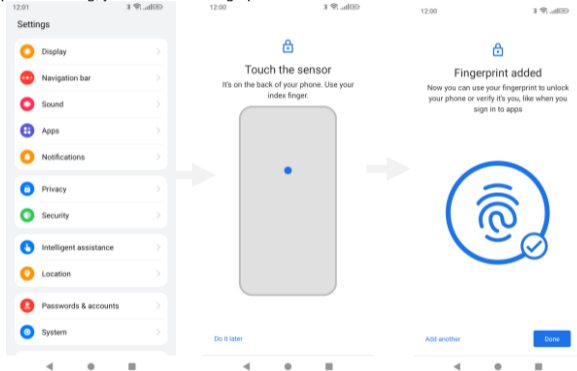 12:01
Settings
Display
Navigation bar
Sound
Apps
Notifications
Privacy
Security
Intelligent assistance
Location
Passwords & accounts
System
12:00
Touch the sensor
It's on the back of your phone. Use your
index finger.
Do it later
12:00
Fingerprint added
Now you can use your fingerprint to unlock
your phone or verify it's you, like when you
sign in to apps
Add another
Done